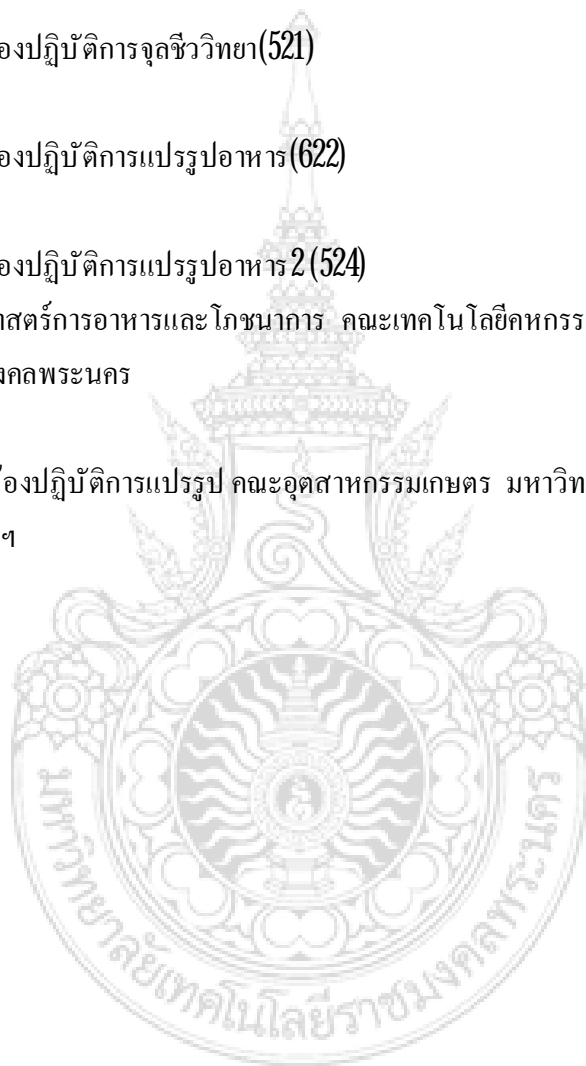 องปฏิบัติการจุลชีววิทยา(521)
องปฏิบัติการแปรรูปอาหาร(622)
องปฏิบัติการแปรรูปอาหาร 2 (524)
าสตร์การอาหารและโภชนาการ คณะเทคโนโลยีคหกรร
งคลพระนคร
องปฏิบัติการแปรรูป คณะอุตสาหกรรมเกษตร มหาวิท
ฯ
มหาวิทยาลัยเทคโนโลยีราชมงคลพระนคร